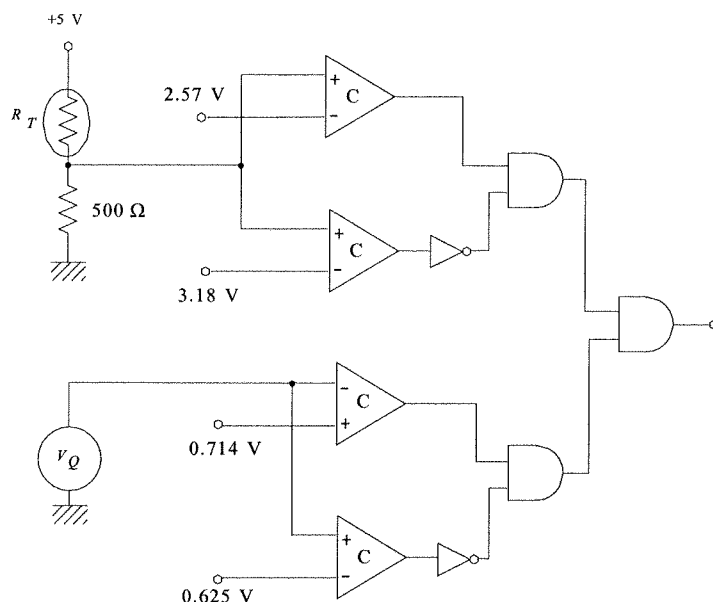 +5 V
R T
2.57 V
+
C
−
500 Ω
+
C
−
3.18 V
−
C
+
0.714 V
V Q
+
C
−
0.625 V